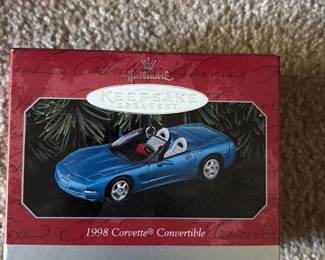 Hallmark
KEEPSAKE
ORNAMENT
1998 Corvette® Convertible